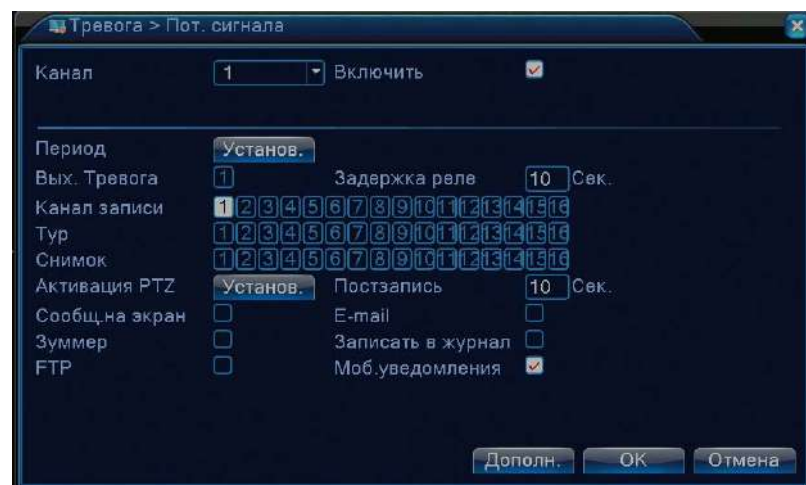 Тревога > Пот. сигнала
Канал 1 Включить
Период Установ.
Вых. Тревога 1 Задержка реле 10 Сек.
Канал записи 1 2 3 4 5 6 7 8 9 10 11 12 13 14 15 16
Тур 1 2 3 4 5 6 7 8 9 10 11 12 13 14 15 16
Снимок 1 2 3 4 5 6 7 8 9 10 11 12 13 14 15 16
Активация PTZ Установ. Постзапись 10 Сек.
Сообщ.на экран E-mail
Зуммер Записать в журнал
FTP Моб.уведомления
Дополн. OK Отмена